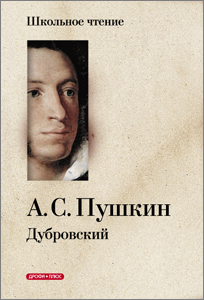 Школьное чтение
А. С. Пушкин
Дубровский
ДРОФА • ПЛЮС